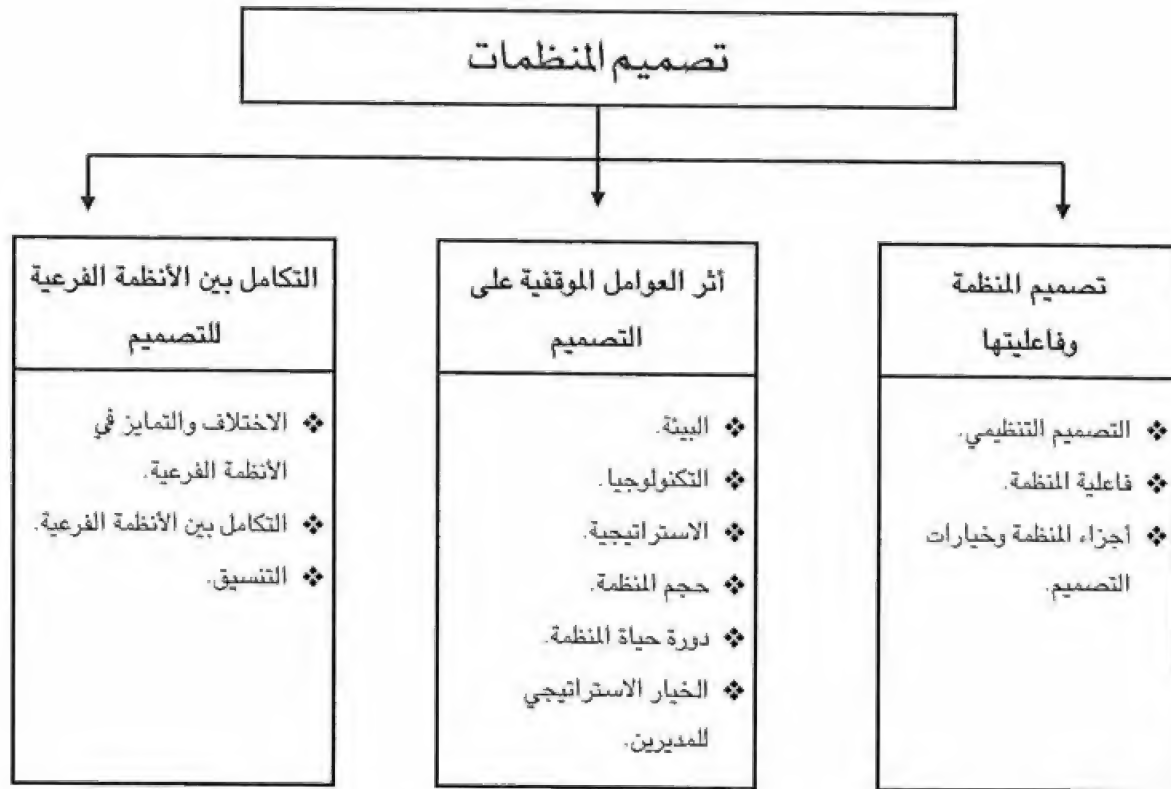 تصميم المنظمات
تصميم المنظمة
وفاعليتها
❖ التصميم التنظيمي.
❖ فاعلية المنظمة.
❖ أجزاء المنظمة وخيارات
التصميم.
أثر العوامل الموقفية على
التصميم
❖ البيئة.
❖ التكنولوجيا.
❖ الاستراتيجية.
❖ حجم المنظمة.
❖ دورة حياة المنظمة.
❖ الخيار الاستراتيجي
للمديرين.
التكامل بين الأنظمة الفرعية
للتصميم
❖ الاختلاف والتمايز في
الأنظمة الفرعية.
❖ التكامل بين الأنظمة الفرعية.
❖ التنسيق.